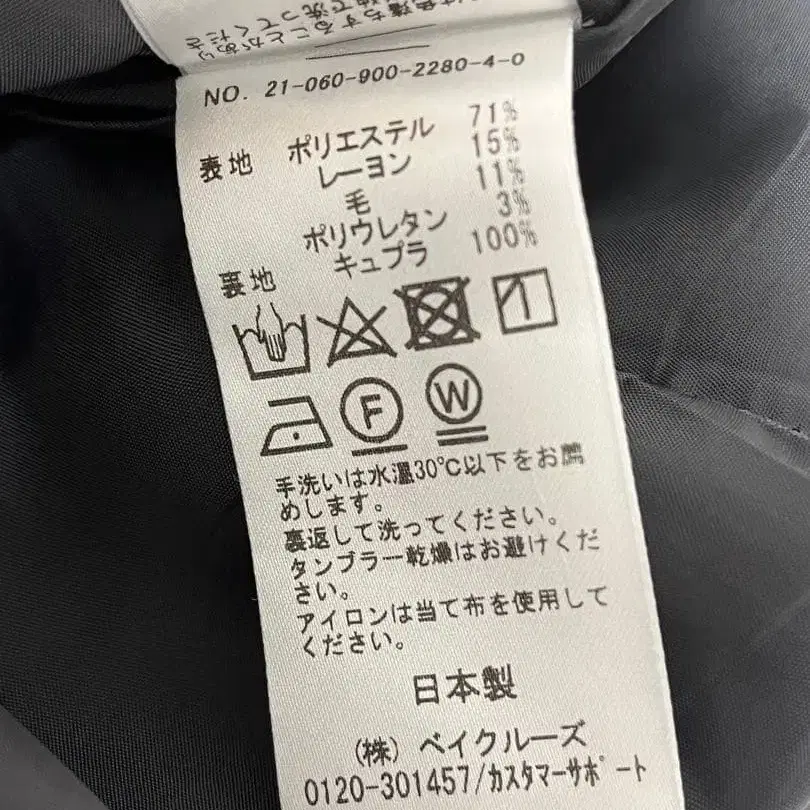 NO. 21-060-900-2280-4-0
表地 ポリエステル 71%
レーヨン 15%
毛 11%
ポリウレタン 3%
裏地 キュプラ 100%
F W
手洗いは水温30℃以下をお薦
めします。
裏返して洗ってください。
タンブラー乾燥はお避けくだ
さい。
アイロンは当て布を使用して
ください。
日本製
(株) ベイクルーズ
0120-301457/カスタマーサポート